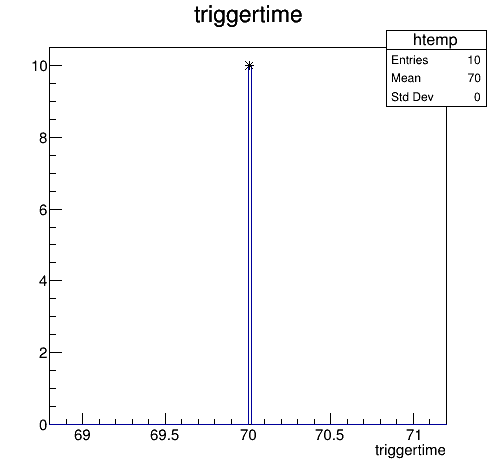 triggertime
htemp
Entries 10
Mean 70
Std Dev 0
10
8
6
4
2
0
69 69.5 70 70.5 71
triggertime